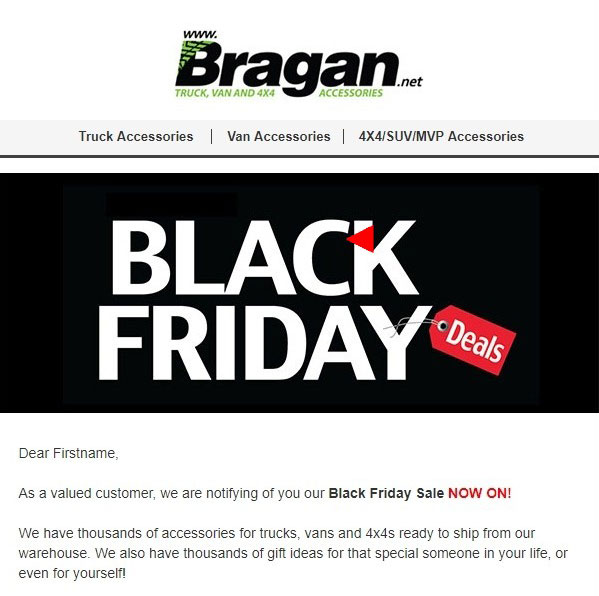 www.
Bragan.net
TRUCK, VAN AND 4X4 ACCESSORIES
Truck Accessories | Van Accessories | 4X4/SUV/MVP Accessories
BLACK
FRIDAY
Deals
Dear Firstname,
As a valued customer, we are notifying of you our Black Friday Sale NOW ON!
We have thousands of accessories for trucks, vans and 4x4s ready to ship from our
warehouse. We also have thousands of gift ideas for that special someone in your life, or
even for yourself!